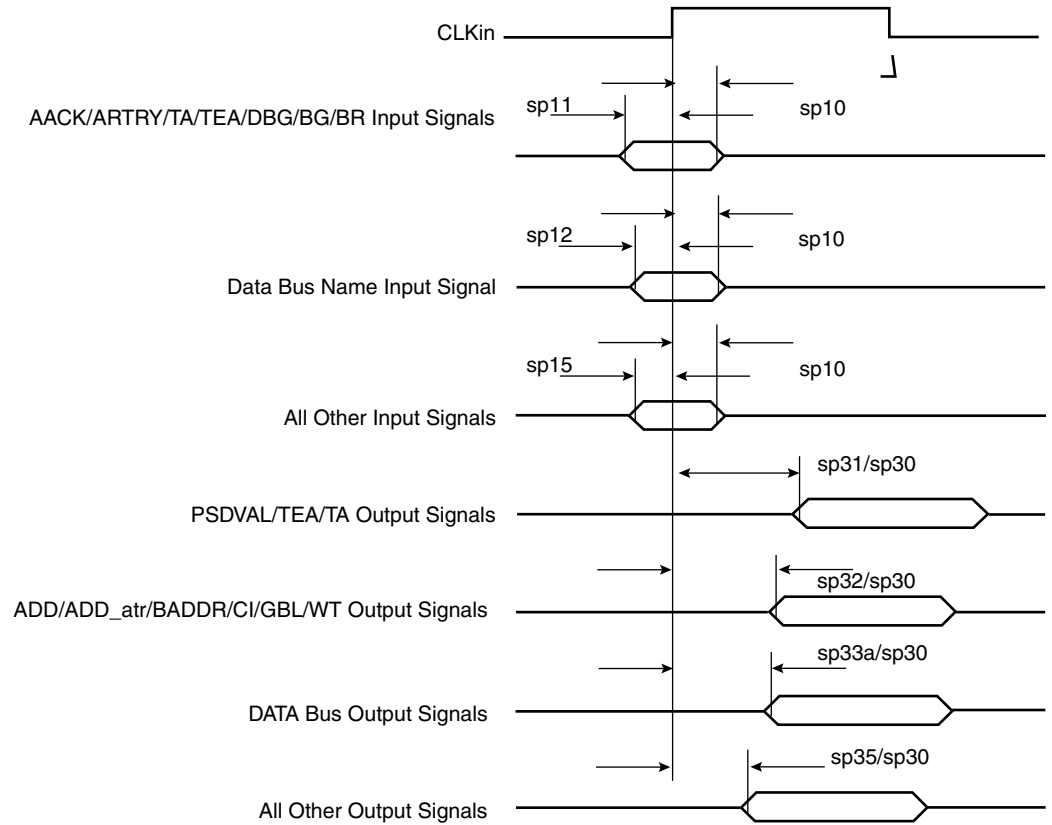 CLKin
sp11
sp10
AACK/ARTRY/TA/TEA/DBG/BG/BR Input Signals
sp12
sp10
Data Bus Name Input Signal
sp15
sp10
All Other Input Signals
sp31/sp30
PSDVAL/TEA/TA Output Signals
sp32/sp30
ADD/ADD_atr/BADDR/CI/GBL/WT Output Signals
sp33a/sp30
DATA Bus Output Signals
sp35/sp30
All Other Output Signals